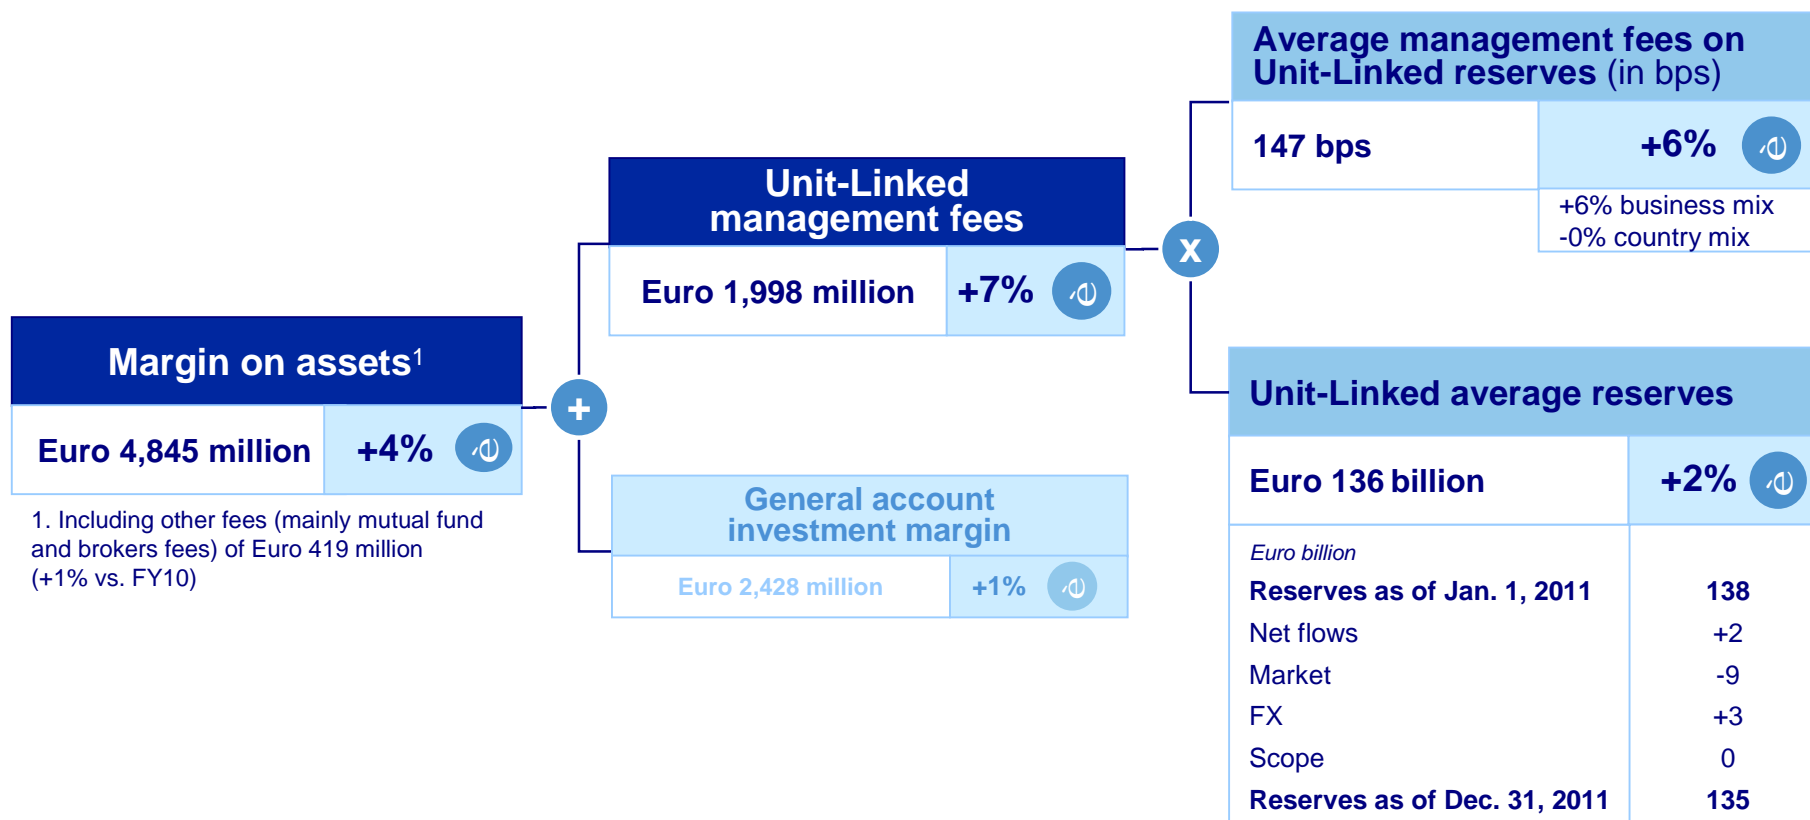 Average management fees on
Unit-Linked reserves (in bps)
147 bps +6%
+6% business mix
-0% country mix
Unit-Linked
management fees
Euro 1,998 million +7%
x
Margin on assets1
Euro 4,845 million +4%
+
1. Including other fees (mainly mutual fund
and brokers fees) of Euro 419 million
(+1% vs. FY10)
General account
investment margin
Euro 2,428 million +1%
Unit-Linked average reserves
Euro 136 billion +2%
Euro billion
Reserves as of Jan. 1, 2011 138
Net flows +2
Market -9
FX +3
Scope 0
Reserves as of Dec. 31, 2011 135